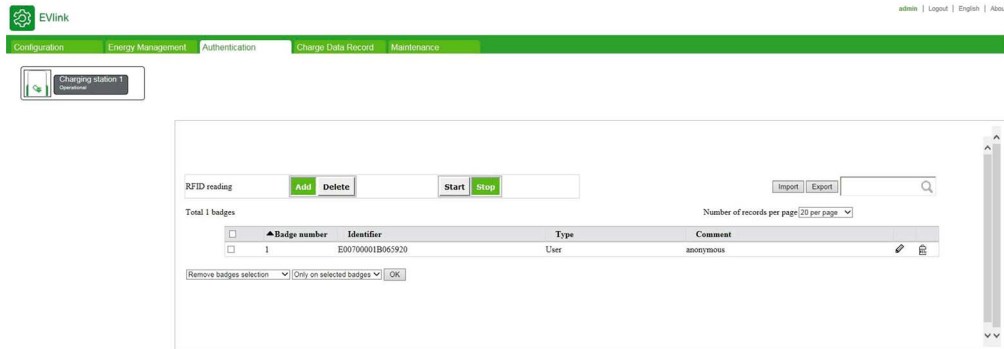 EVlink
admin | Logout | English | Abou
Configuration Energy Management Authentication Charge Data Record Maintenance
Charging station 1
Operational
RFID reading Add Delete Start Stop Import Export
Total 1 badges Number of records per page 20 per page
Badge number Identifier Type Comment
1 E00700001B065920 User anonymous
Remove badges selection Only on selected badges OK